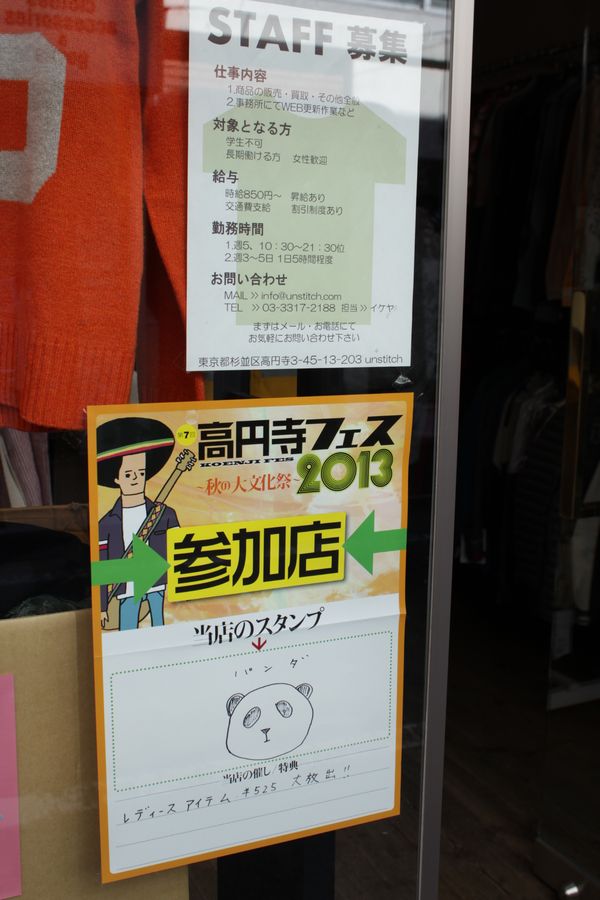 STAFF 募集
仕事内容
1.商品の販売・買取・その他全般
2.事務所にてWEB更新作業など
対象となる方
学生不可
長期働ける方 女性歓迎
給与
時給850円〜 昇給あり
交通費支給 割引制度あり
勤務時間
1.週5、10：30〜21：30位
2.週3〜5日 1日5時間程度
お問い合わせ
MAIL >> info@unstitch.com
TEL >> 03-3317-2188 担当 >> イケヤ
まずはメール・お電話にて
お気軽にお問い合わせ下さい
東京都杉並区高円寺3-45-13-203 unstitch
第7回
高円寺フェス
KOENJI FES
2013
〜秋の大文化祭〜
参加店
当店のスタンプ
パンダ
当店の催し/特典
レディースアイテム ¥525 大放出!!